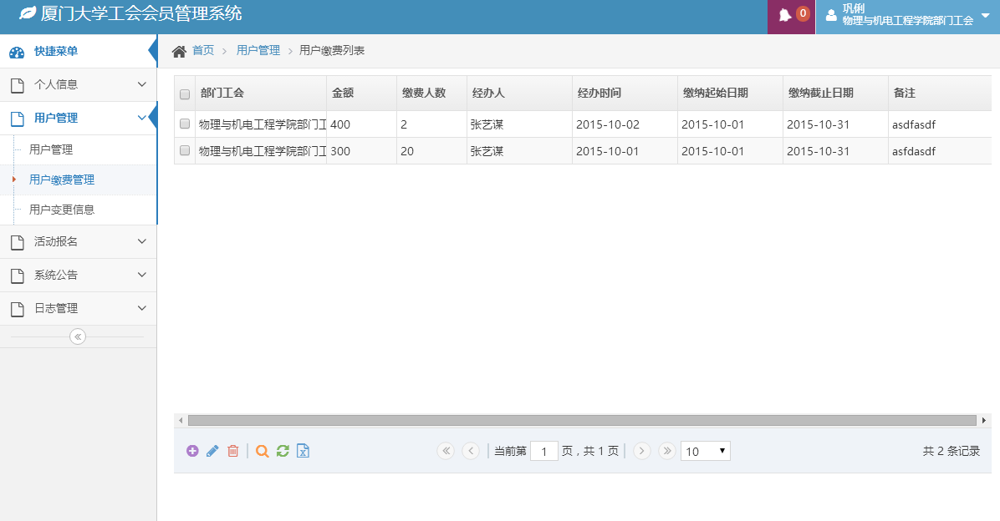 厦门大学工会会员管理系统
0
巩俐
物理与机电工程学院部门工会
快捷菜单
个人信息
用户管理
用户管理
用户缴费管理
用户变更信息
活动报名
系统公告
日志管理
首页 用户管理 用户缴费列表
部门工会 金额 缴费人数 经办人 经办时间 缴纳起始日期 缴纳截止日期 备注
物理与机电工程学院部门工 400 2 张艺谋 2015-10-02 2015-10-01 2015-10-31 asdfasdf
物理与机电工程学院部门工 300 20 张艺谋 2015-10-01 2015-10-01 2015-10-31 asfdasdf
当前第 1 页，共 1 页 10 共 2 条记录